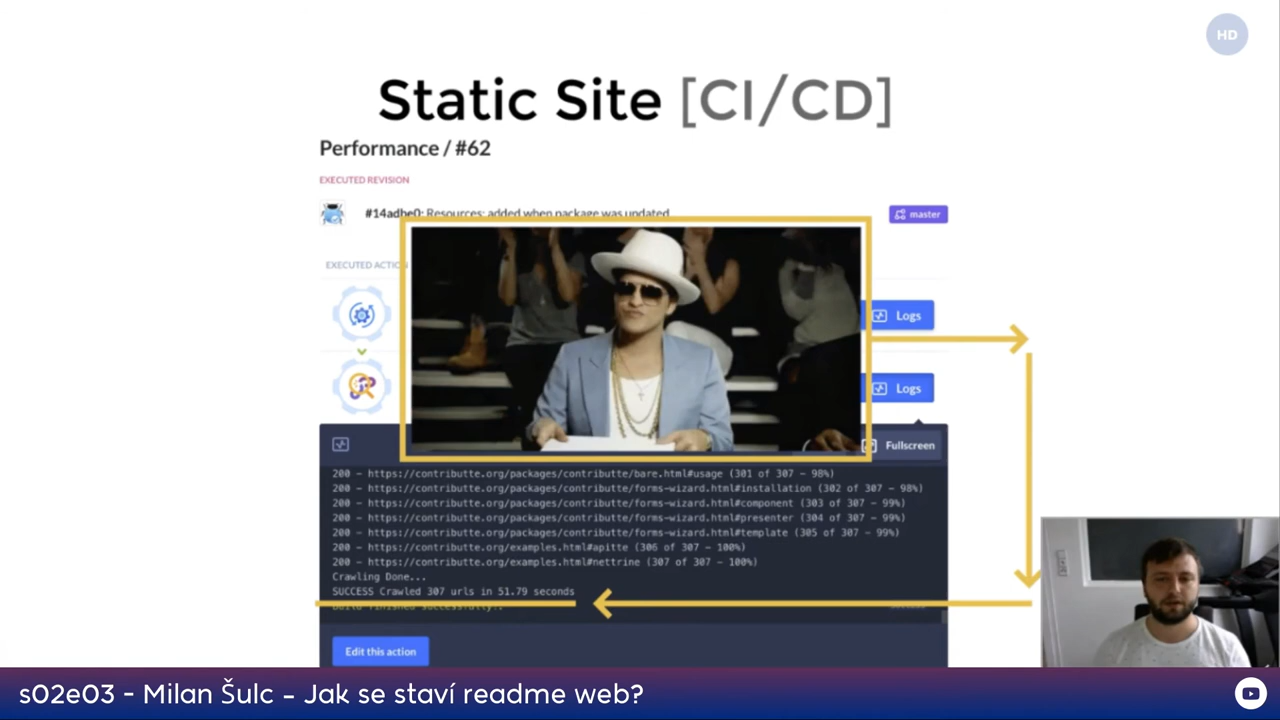 HD
Static Site [CI/CD]
Performance / #62
EXECUTED REVISION
#14adbe0: Resources: added when package was updated
master
EXECUTED ACTION
Logs
Logs
Fullscreen
200 - https://contributte.org/packages/contributte/bare.html#usage (301 of 307 - 98%)
200 - https://contributte.org/packages/contributte/forms-wizard.html#installation (302 of 307 - 98%)
200 - https://contributte.org/packages/contributte/forms-wizard.html#component (303 of 307 - 99%)
200 - https://contributte.org/packages/contributte/forms-wizard.html#presenter (304 of 307 - 99%)
200 - https://contributte.org/packages/contributte/forms-wizard.html#template (305 of 307 - 99%)
200 - https://contributte.org/examples.html#apitte (306 of 307 - 100%)
200 - https://contributte.org/examples.html#nettrine (307 of 307 - 100%)
Crawling Done...
SUCCESS Crawled 307 urls in 51.79 seconds
Build finished successfully!
Edit this action
s02e03 - Milan Šulc - Jak se staví readme web?